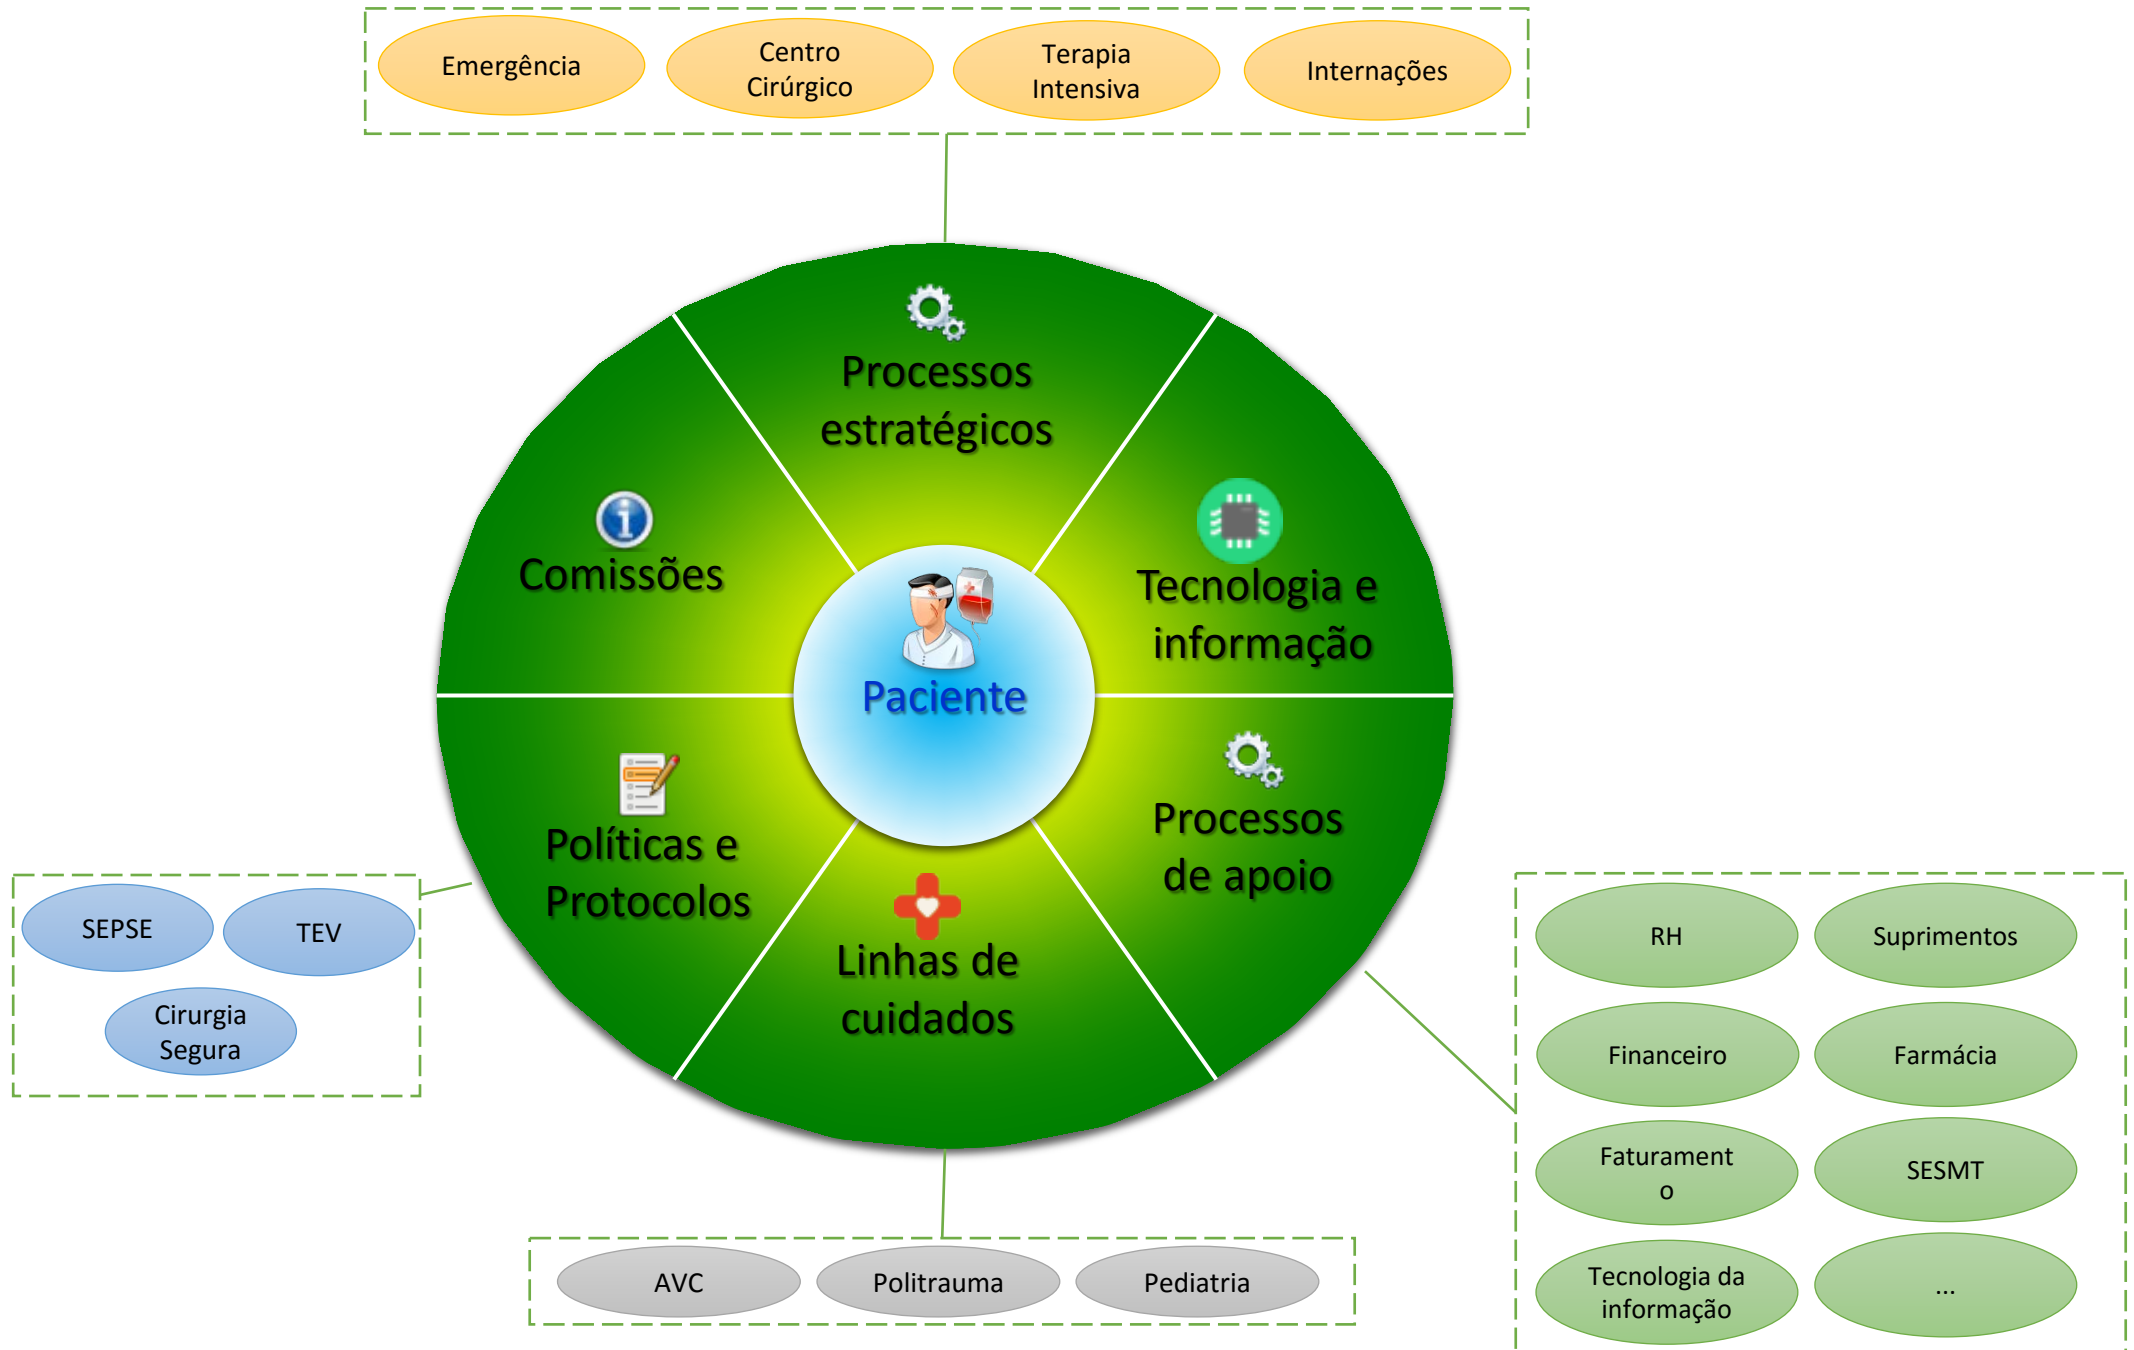 Emergência
Centro
Cirúrgico
Terapia
Intensiva
Internações
Processos
estratégicos
Comissões
Tecnologia e
informação
Paciente
Políticas e
Protocolos
Processos
de apoio
Linhas de
cuidados
SEPSE
TEV
Cirurgia
Segura
RH
Suprimentos
Financeiro
Farmácia
Faturament
o
SESMT
Tecnologia da
informação
...
AVC
Politrauma
Pediatria